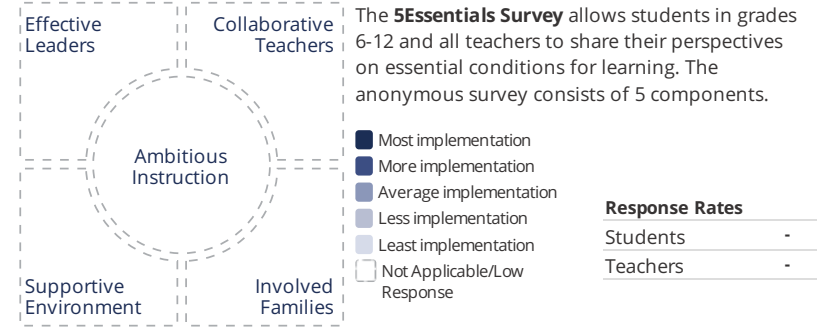 Effective
Leaders
Collaborative
Teachers
Ambitious
Instruction
Supportive
Environment
Involved
Families
The 5Essentials Survey allows students in grades
6-12 and all teachers to share their perspectives
on essential conditions for learning. The
anonymous survey consists of 5 components.
Most implementation
More implementation
Average implementation
Less implementation
Least implementation
Not Applicable/Low
Response
Response Rates
Students -
Teachers -